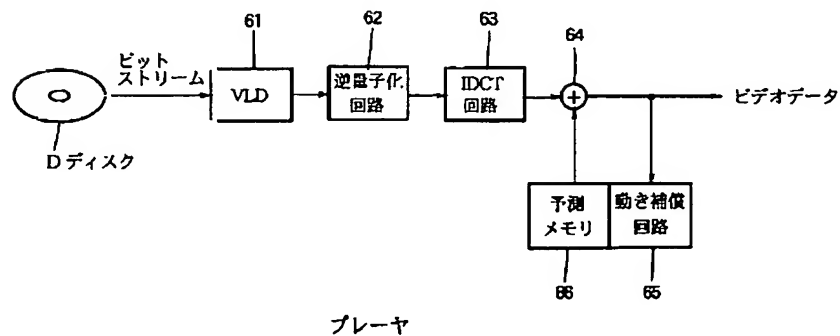 61
62
63
64
ビット
ストリーム
VLD
逆量子化
回路
IDCT
回路
+
ビデオデータ
D ディスク
予測
メモリ
動き補償
回路
66
65
プレーヤ